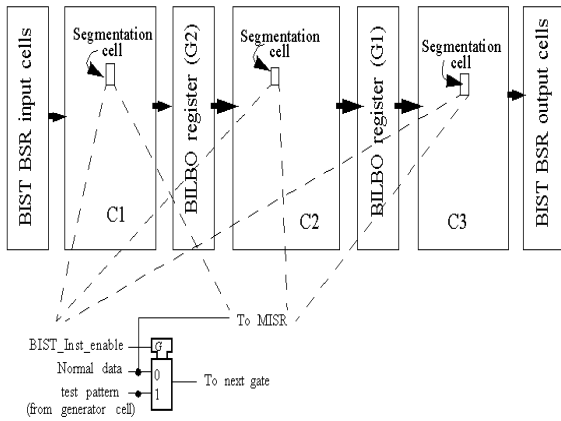 BIST BSR input cells
Segmentation
cell
C1
BILBO register (G2)
Segmentation
cell
C2
BILBO register (G1)
Segmentation
cell
C3
BIST BSR output cells
To MISR
BIST_Inst_enable
G
Normal data
0
To next gate
test pattern
1
(from generator cell)